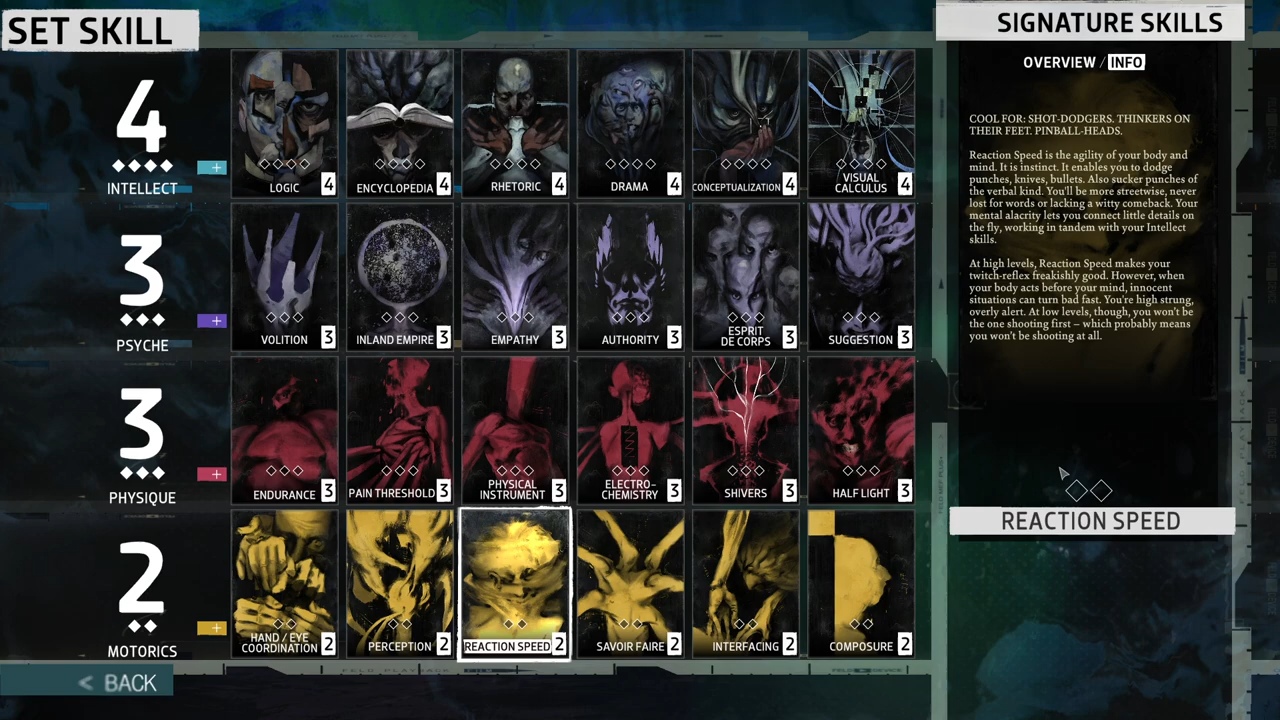 SET SKILL
SIGNATURE SKILLS
OVERVIEW / INFO
4
INTELLECT
+
LOGIC 4
ENCYCLOPEDIA 4
RHETORIC 4
DRAMA 4
CONCEPTUALIZATION 4
VISUAL
CALCULUS 4
3
PSYCHE
+
VOLITION 3
INLAND EMPIRE 3
EMPATHY 3
AUTHORITY 3
ESPRIT
DE CORPS 3
SUGGESTION 3
3
PHYSIQUE
+
ENDURANCE 3
PAIN THRESHOLD 3
PHYSICAL
INSTRUMENT 3
ELECTRO-
CHEMISTRY 3
SHIVERS 3
HALF LIGHT 3
2
MOTORICS
+
HAND / EYE
COORDINATION 2
PERCEPTION 2
REACTION SPEED 2
SAVOIR FAIRE 2
INTERFACING 2
COMPOSURE 2
COOL FOR: SHOT-DODGERS. THINKERS ON
THEIR FEET. PINBALL-HEADS.
Reaction Speed is the agility of your body and
mind. It is instinct. It enables you to dodge
punches, knives, bullets. Also sucker punches of
the verbal kind. You'll be more streetwise, never
lost for words or lacking a witty comeback. Your
mental alacrity lets you connect little details on
the fly, working in tandem with your Intellect
skills.
At high levels, Reaction Speed makes your
twitch-reflex freakishly good. However, when
your body acts before your mind, innocent
situations can turn bad fast. You're high strung,
overly alert. At low levels, though, you won't be
the one shooting first – which probably means
you won't be shooting at all.
REACTION SPEED
< BACK